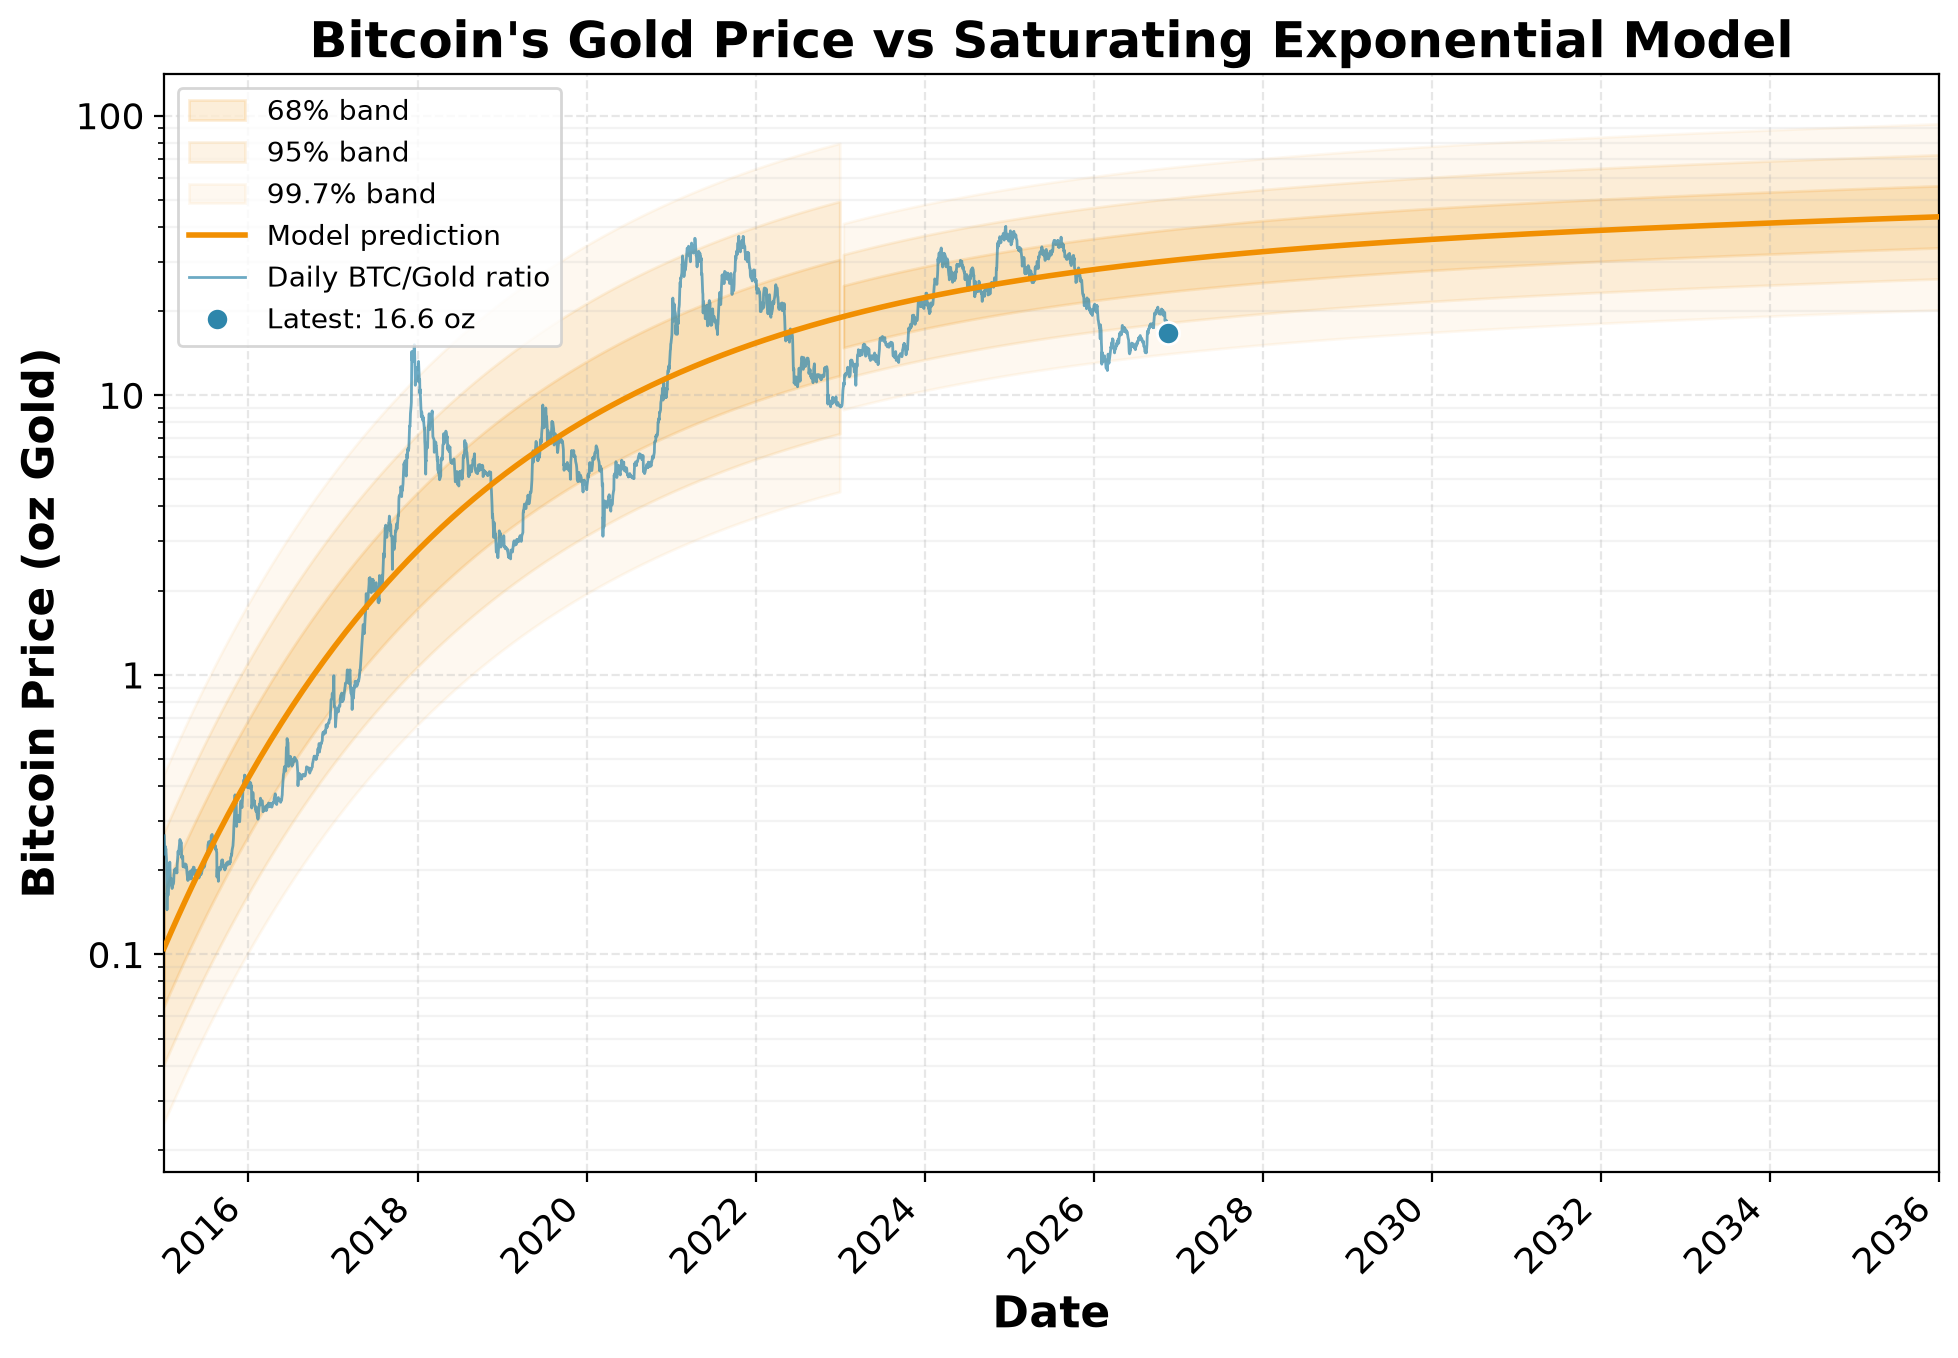 Bitcoin's Gold Price vs Saturating Exponential Model
68% band
95% band
99.7% band
Model prediction
Daily BTC/Gold ratio
Latest: 16.6 oz
Bitcoin Price (oz Gold)
100
10
1
0.1
2016
2018
2020
2022
2024
2026
2028
2030
2032
2034
2036
Date